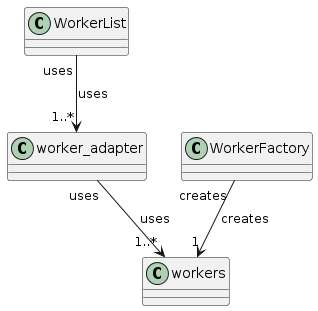 C WorkerList
uses
uses
1..*
C worker_adapter
C WorkerFactory
uses
creates
uses
creates
1..*
1
C workers